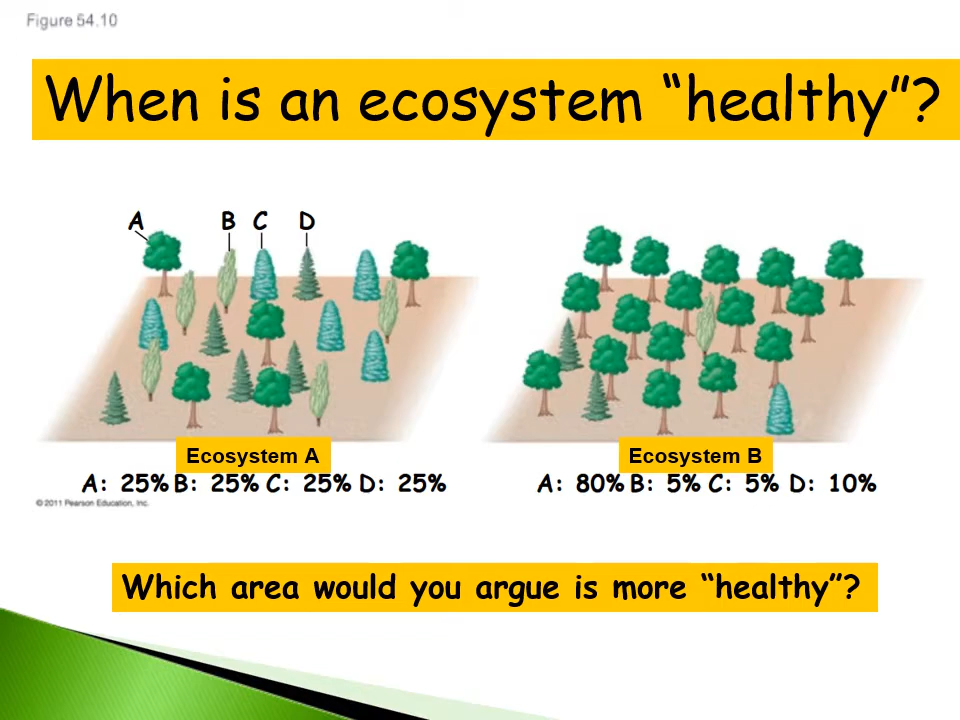 Figure 54.10
When is an ecosystem “healthy”?
A B C D
Ecosystem A
Ecosystem B
A: 25% B: 25% C: 25% D: 25%
A: 80% B: 5% C: 5% D: 10%
© 2011 Pearson Education, Inc.
Which area would you argue is more “healthy”?